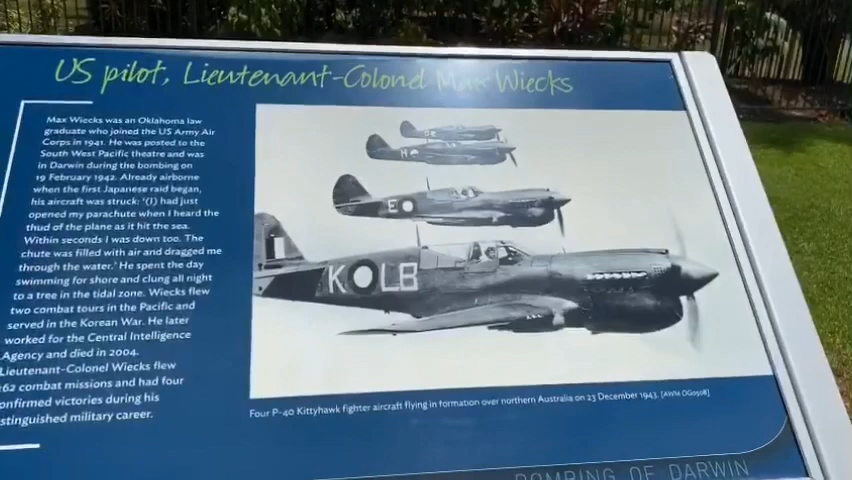 US pilot, Lieutenant-Colonel Max Wiecks
Max Wiecks was an Oklahoma law
graduate who joined the US Army Air
Corps in 1941. He was posted to the
South West Pacific theatre and was
in Darwin during the bombing on
19 February 1942. Already airborne
when the first Japanese raid began,
his aircraft was struck: '(I) had just
opened my parachute when I heard the
thud of the plane as it hit the sea.
Within seconds I was down too. The
chute was filled with air and dragged me
through the water.' He spent the day
swimming for shore and clung all night
to a tree in the tidal zone. Wiecks flew
two combat tours in the Pacific and
served in the Korean War. He later
worked for the Central Intelligence
Agency and died in 2004.
Lieutenant-Colonel Wiecks flew
262 combat missions and had four
confirmed victories during his
distinguished military career.
E
K LB
Four P-40 Kittyhawk fighter aircraft flying in formation over northern Australia on 23 December 1943. [AWM OG0508]
BOMBING OF DARWIN